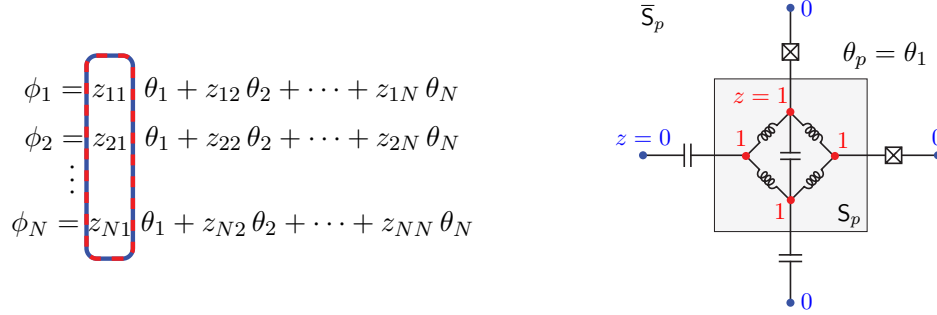 ϕ₁ = z₁₁ θ₁ + z₁₂ θ₂ + ⋯ + z₁N θN
ϕ₂ = z₂₁ θ₁ + z₂₂ θ₂ + ⋯ + z₂N θN
⋮
ϕN = zN₁ θ₁ + zN₂ θ₂ + ⋯ + zNN θN
0
S̅ₚ
θₚ = θ₁
z = 1
z = 0
1
1
0
1
Sₚ
0